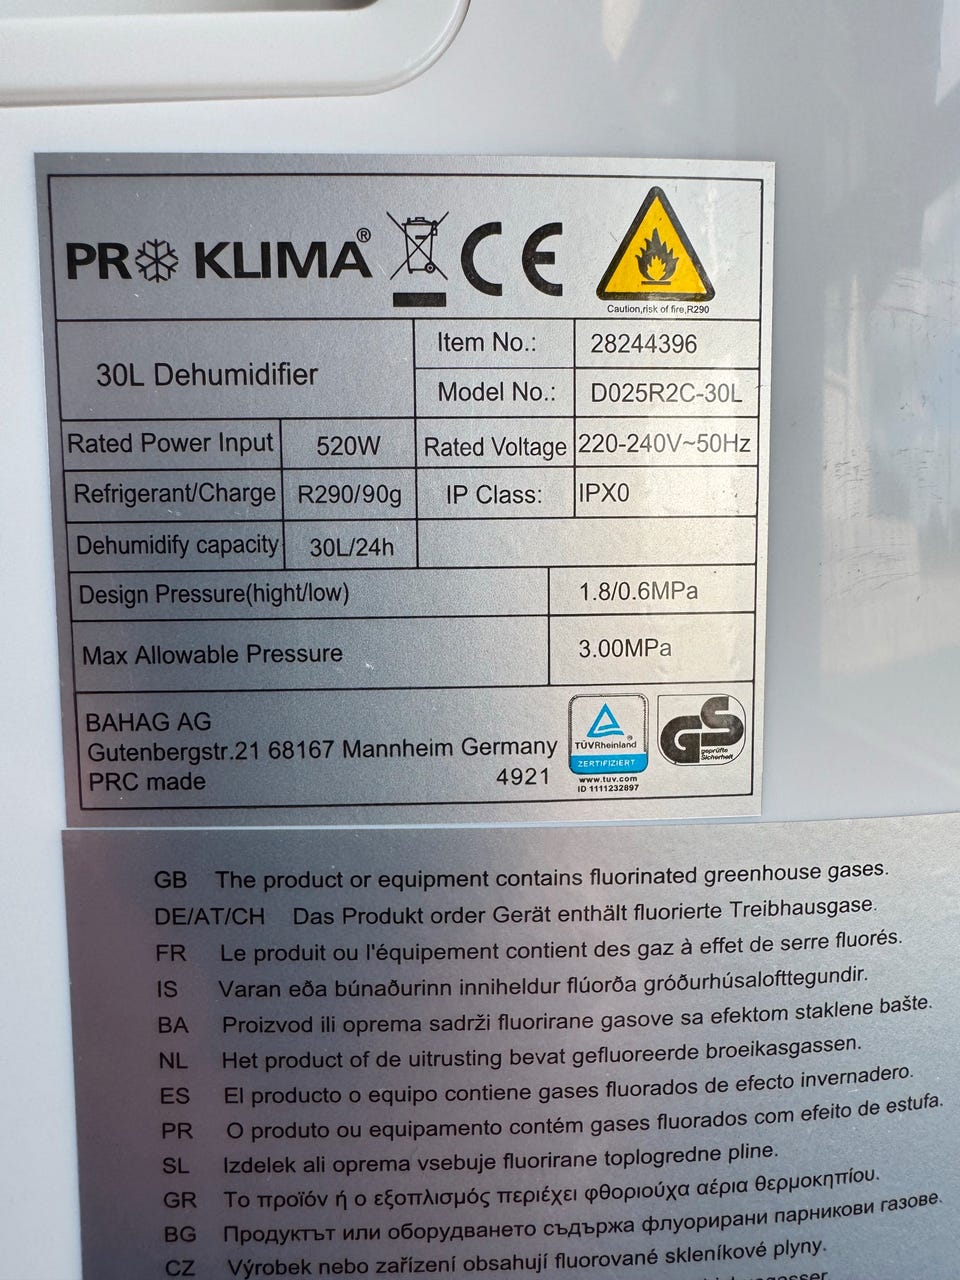 PRO KLIMA®
Caution,risk of fire,R290
30L Dehumidifier
Item No.: 28244396
Model No.: D025R2C-30L
Rated Power Input 520W Rated Voltage 220-240V~50Hz
Refrigerant/Charge R290/90g IP Class: IPX0
Dehumidify capacity 30L/24h
Design Pressure(hight/low) 1.8/0.6MPa
Max Allowable Pressure 3.00MPa
BAHAG AG
Gutenbergstr.21 68167 Mannheim Germany
PRC made 4921
TÜVRheinland®
ZERTIFIZIERT
www.tuv.com
ID 1111232897
GS
geprüfte
Sicherheit
GB The product or equipment contains fluorinated greenhouse gases.
DE/AT/CH Das Produkt order Gerät enthält fluorierte Treibhausgase.
FR Le produit ou l'équipement contient des gaz à effet de serre fluorés.
IS Varan eða búnaðurinn inniheldur flúorða gróðurhúsalofttegundir.
BA Proizvod ili oprema sadrži fluorirane gasove sa efektom staklene bašte.
NL Het product of de uitrusting bevat gefluoreerde broeikasgassen.
ES El producto o equipo contiene gases fluorados de efecto invernadero.
PR O produto ou equipamento contém gases fluorados com efeito de estufa.
SL Izdelek ali oprema vsebuje fluorirane toplogredne pline.
GR Το προϊόν ή ο εξοπλισμός περιέχει φθοριούχα αέρια θερμοκηπίου.
BG Продуктът или оборудването съдържа флуорирани парникови газове.
CZ Výrobek nebo zařízení obsahují fluorované skleníkové plyny.